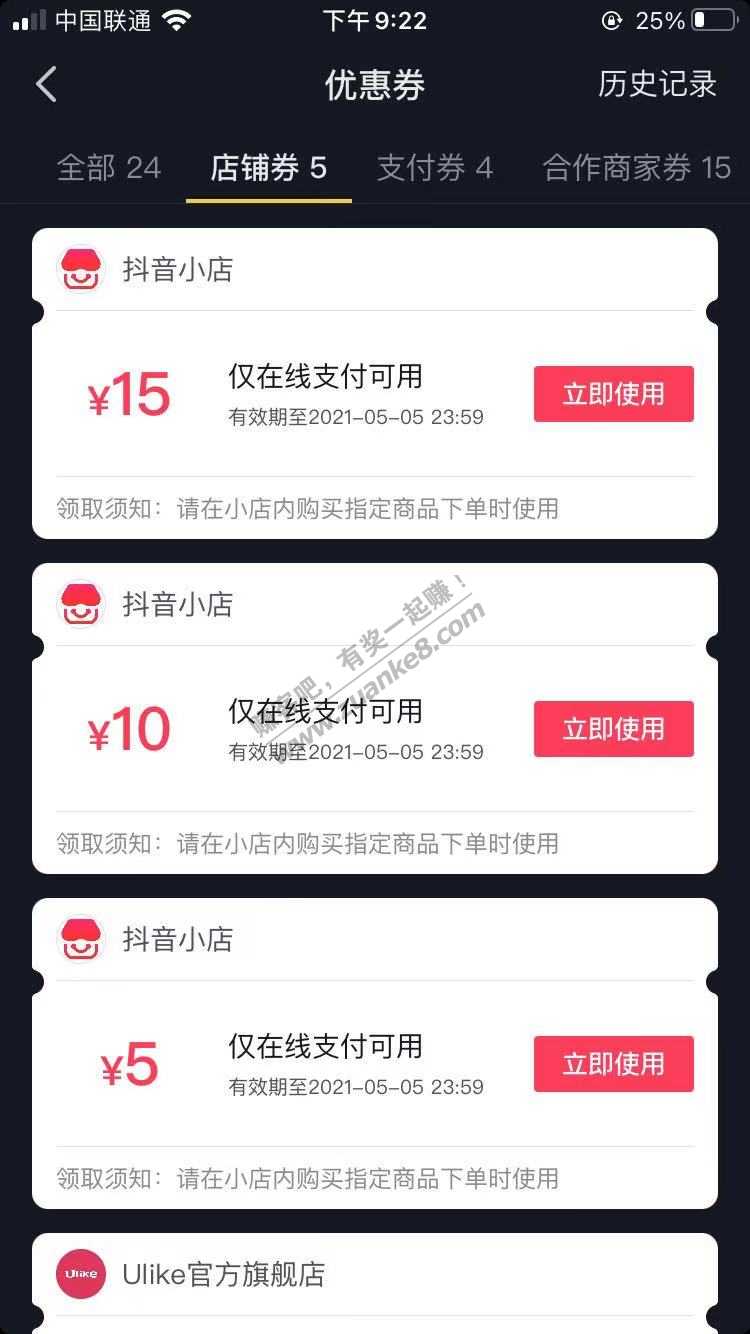 中国联通 下午9:22 25%
优惠券 历史记录
全部 24 店铺券 5 支付券 4 合作商家券 15
抖音小店
¥15 仅在线支付可用 立即使用
有效期至2021-05-05 23:59
领取须知：请在小店内购买指定商品下单时使用
抖音小店
赚客吧，有奖一起赚！
www.zuanke8.com
¥10 仅在线支付可用 立即使用
有效期至2021-05-05 23:59
领取须知：请在小店内购买指定商品下单时使用
抖音小店
¥5 仅在线支付可用 立即使用
有效期至2021-05-05 23:59
领取须知：请在小店内购买指定商品下单时使用
Ulike Ulike官方旗舰店